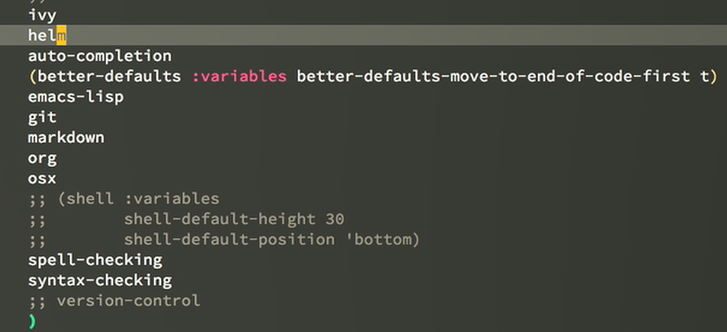 ;;
ivy
helm
auto-completion
(better-defaults :variables better-defaults-move-to-end-of-code-first t)
emacs-lisp
git
markdown
org
osx
;; (shell :variables
;;        shell-default-height 30
;;        shell-default-position 'bottom)
spell-checking
syntax-checking
;; version-control
)